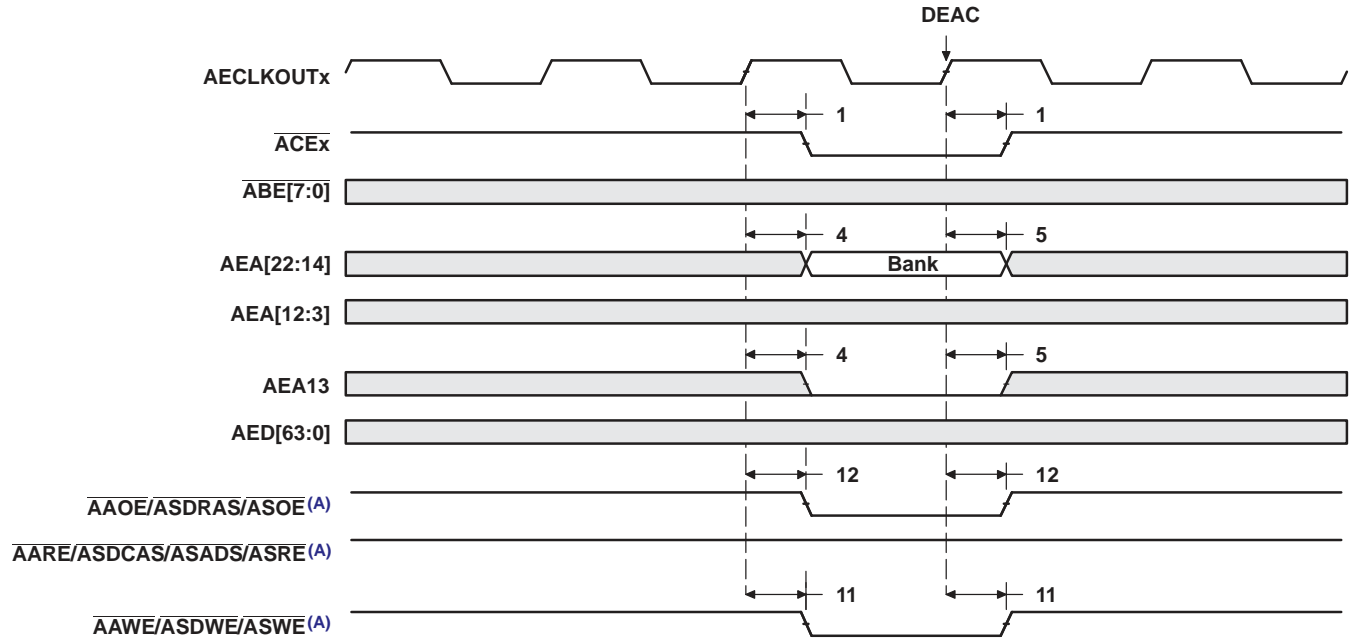 DEAC
AECLKOUTx
1 1
ACEx
ABE[7:0]
4 5
AEA[22:14] Bank
AEA[12:3]
4 5
AEA13
AED[63:0]
12 12
AAOE/ASDRAS/ASOE(A)
AARE/ASDCAS/ASADS/ASRE(A)
11 11
AAWE/ASDWE/ASWE(A)